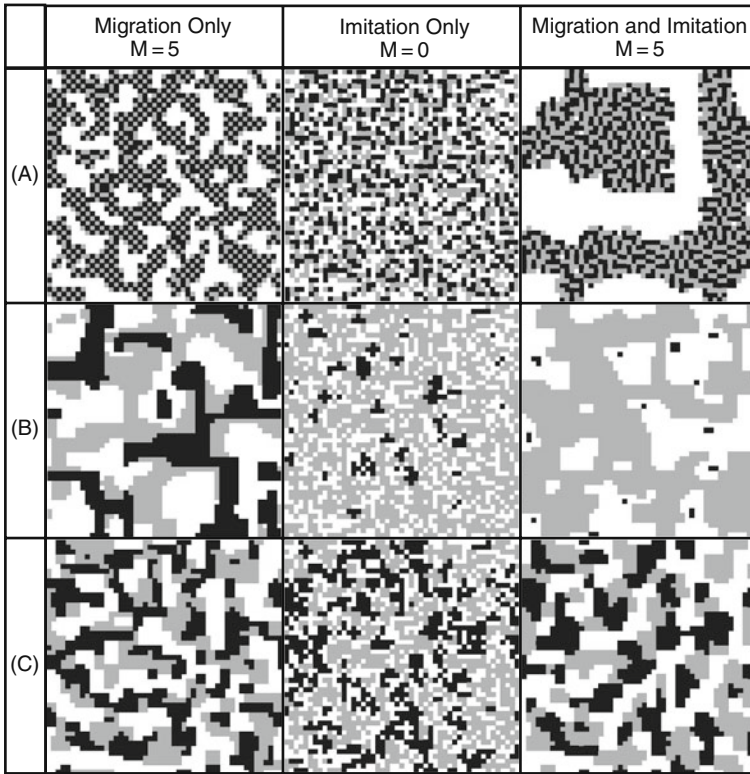 Migration Only
M = 5
Imitation Only
M = 0
Migration and Imitation
M = 5
(A)
(B)
(C)